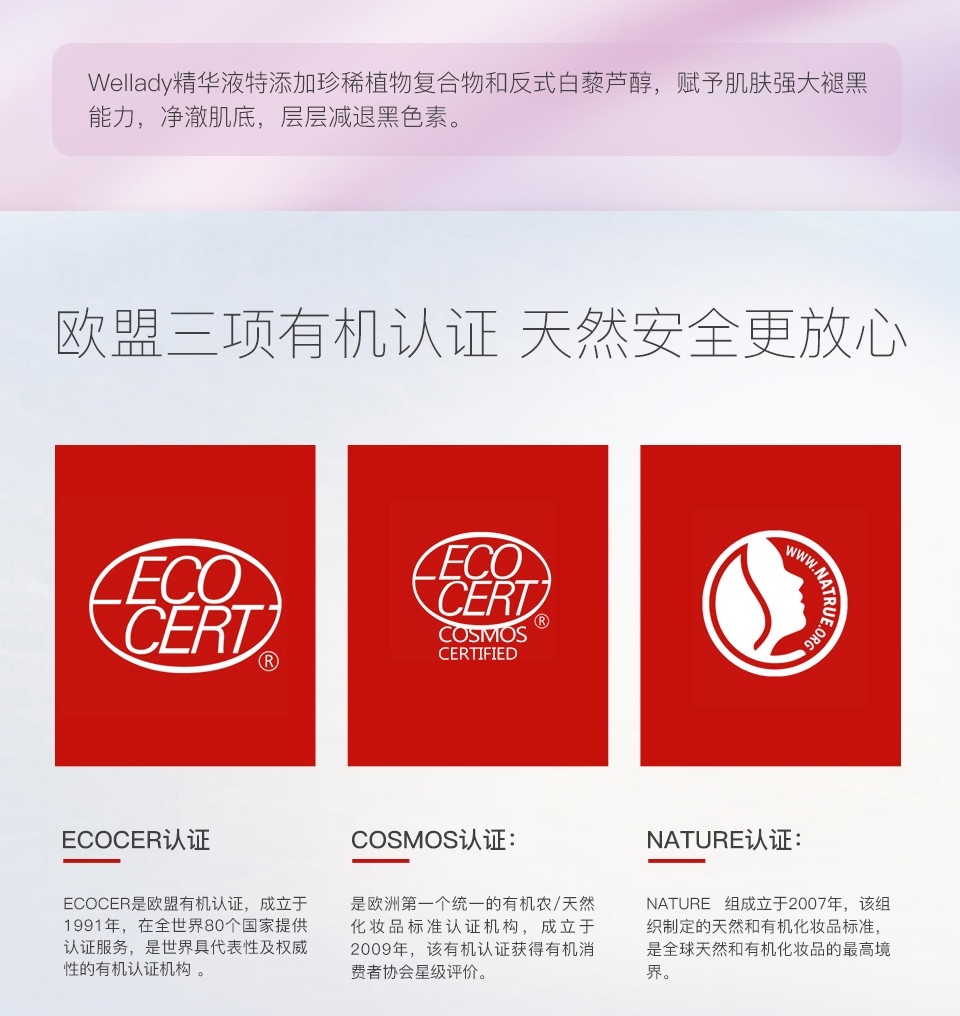 Wellady精华液特添加珍稀植物复合物和反式白藜芦醇，赋予肌肤强大褪黑
能力，净澈肌底，层层减退黑色素。
欧盟三项有机认证 天然安全更放心
ECO
CERT
®
ECO
CERT
®
COSMOS
CERTIFIED
WWW.NATRUE.ORG
ECOCER认证
ECOCER是欧盟有机认证，成立于
1991年，在全世界80个国家提供
认证服务，是世界具代表性及权威
性的有机认证机构 。
COSMOS认证：
是欧洲第一个统一的有机农/天然
化妆品标准认证机构，成立于
2009年，该有机认证获得有机消
费者协会星级评价。
NATURE认证：
NATURE 组成立于2007年，该组
织制定的天然和有机化妆品标准，
是全球天然和有机化妆品的最高境
界。